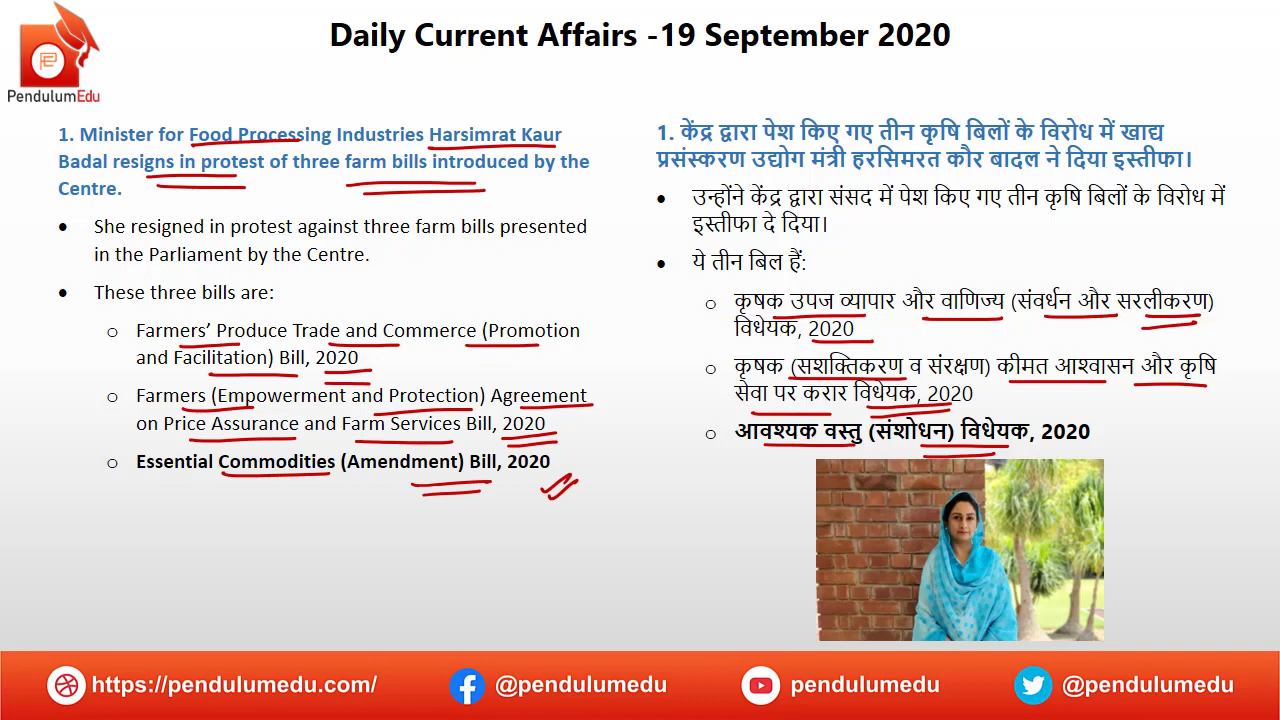 Daily Current Affairs -19 September 2020
PendulumEdu
1. Minister for Food Processing Industries Harsimrat Kaur
Badal resigns in protest of three farm bills introduced by the
Centre.
• She resigned in protest against three farm bills presented
in the Parliament by the Centre.
• These three bills are:
o Farmers’ Produce Trade and Commerce (Promotion
and Facilitation) Bill, 2020
o Farmers (Empowerment and Protection) Agreement
on Price Assurance and Farm Services Bill, 2020
o Essential Commodities (Amendment) Bill, 2020
1. केंद्र द्वारा पेश किए गए तीन कृषि बिलों के विरोध में खाद्य
प्रसंस्करण उद्योग मंत्री हरसिमरत कौर बादल ने दिया इस्तीफा।
• उन्होंने केंद्र द्वारा संसद में पेश किए गए तीन कृषि बिलों के विरोध में
इस्तीफा दे दिया।
• ये तीन बिल हैं:
o कृषक उपज व्यापार और वाणिज्य (संवर्धन और सरलीकरण)
विधेयक, 2020
o कृषक (सशक्तिकरण व संरक्षण) कीमत आश्वासन और कृषि
सेवा पर करार विधेयक, 2020
o आवश्यक वस्तु (संशोधन) विधेयक, 2020
https://pendulumedu.com/
@pendulumedu
pendulumedu
@pendulumedu